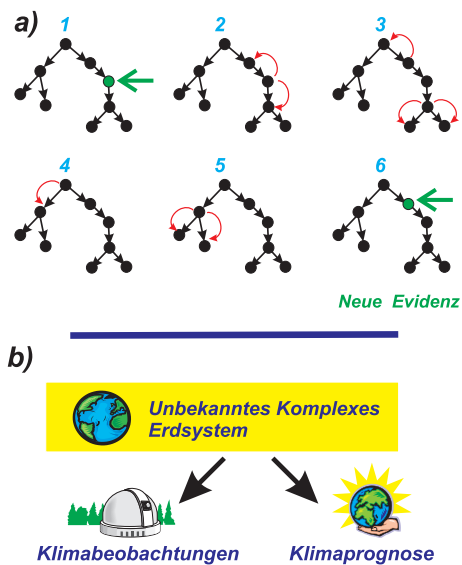 a)
1 2 3
4 5 6
Neue Evidenz
b)
Unbekanntes Komplexes
Erdsystem
Klimabeobachtungen
Klimaprognose